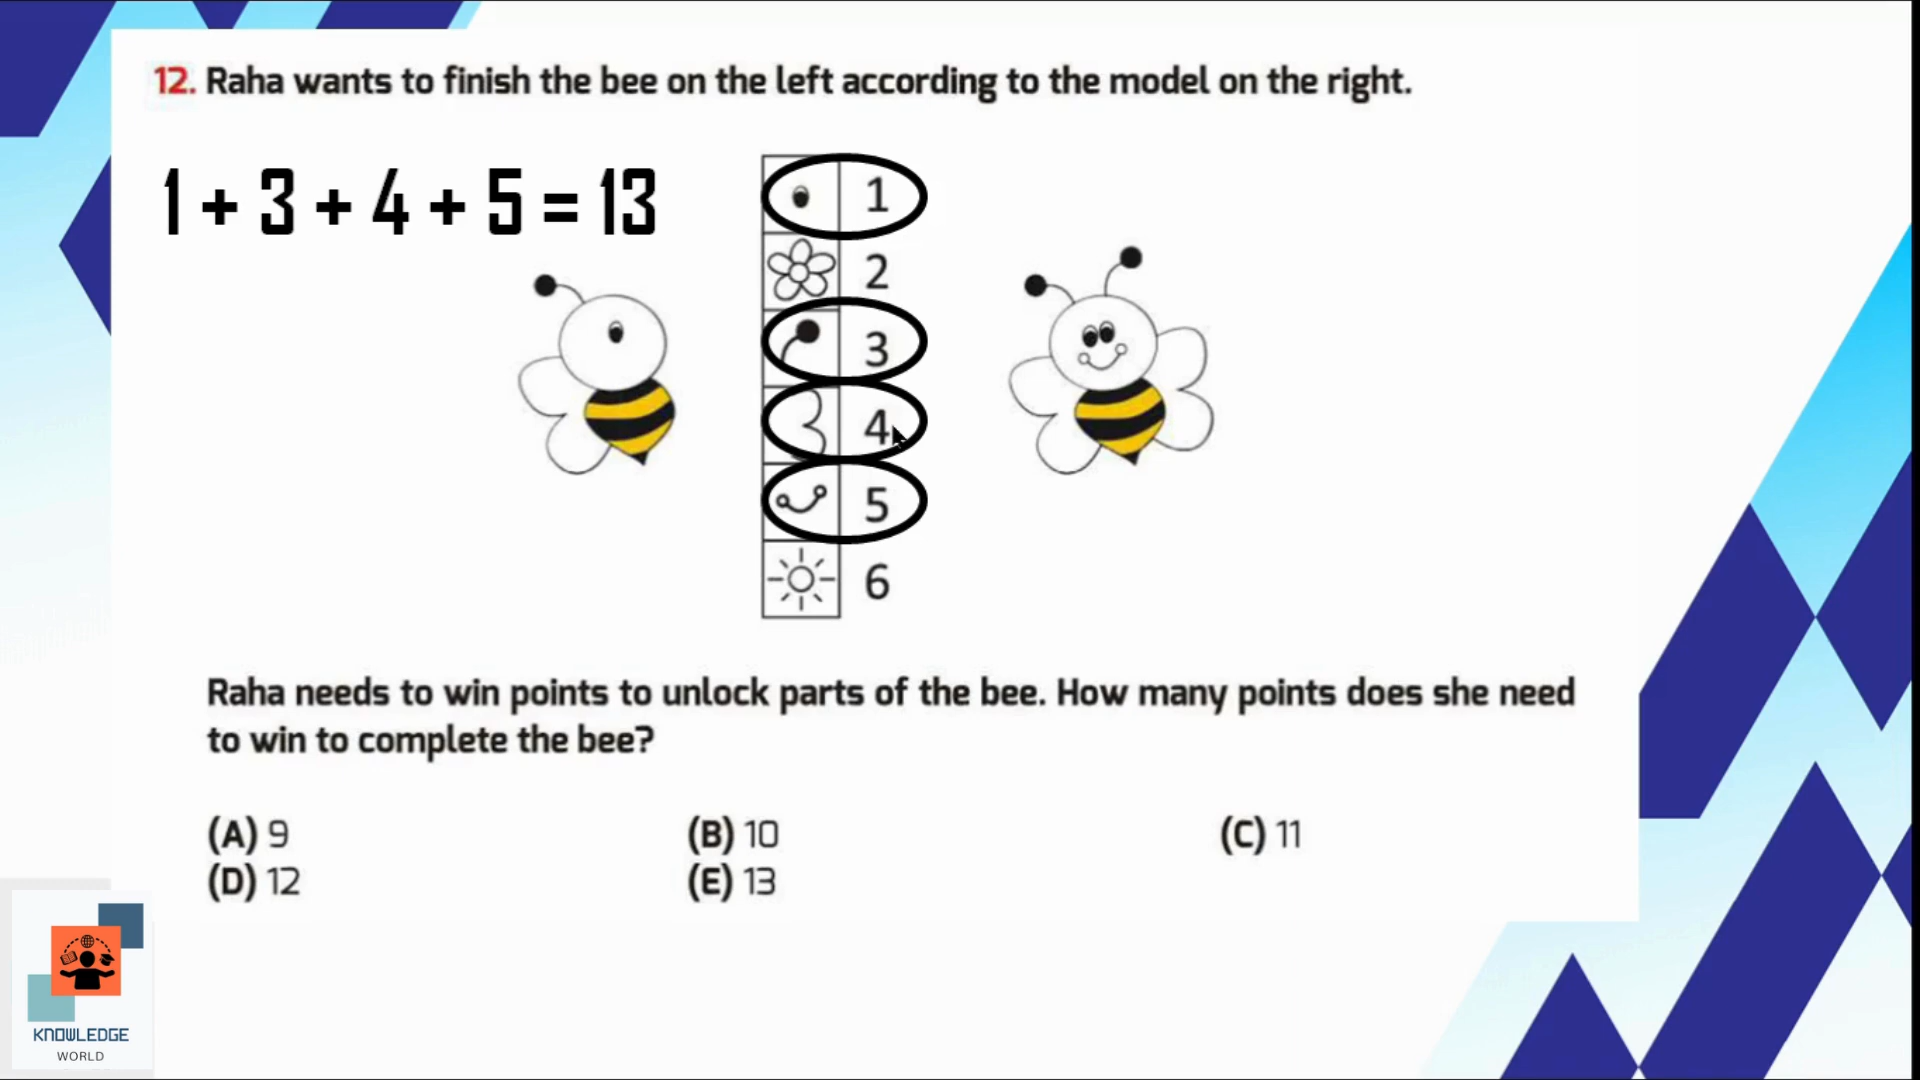 12. Raha wants to finish the bee on the left according to the model on the right.
1 + 3 + 4 + 5 = 13
1
2
3
4
5
6
Raha needs to win points to unlock parts of the bee. How many points does she need
to win to complete the bee?
(A) 9 (B) 10 (C) 11
(D) 12 (E) 13
KNOWLEDGE
WORLD